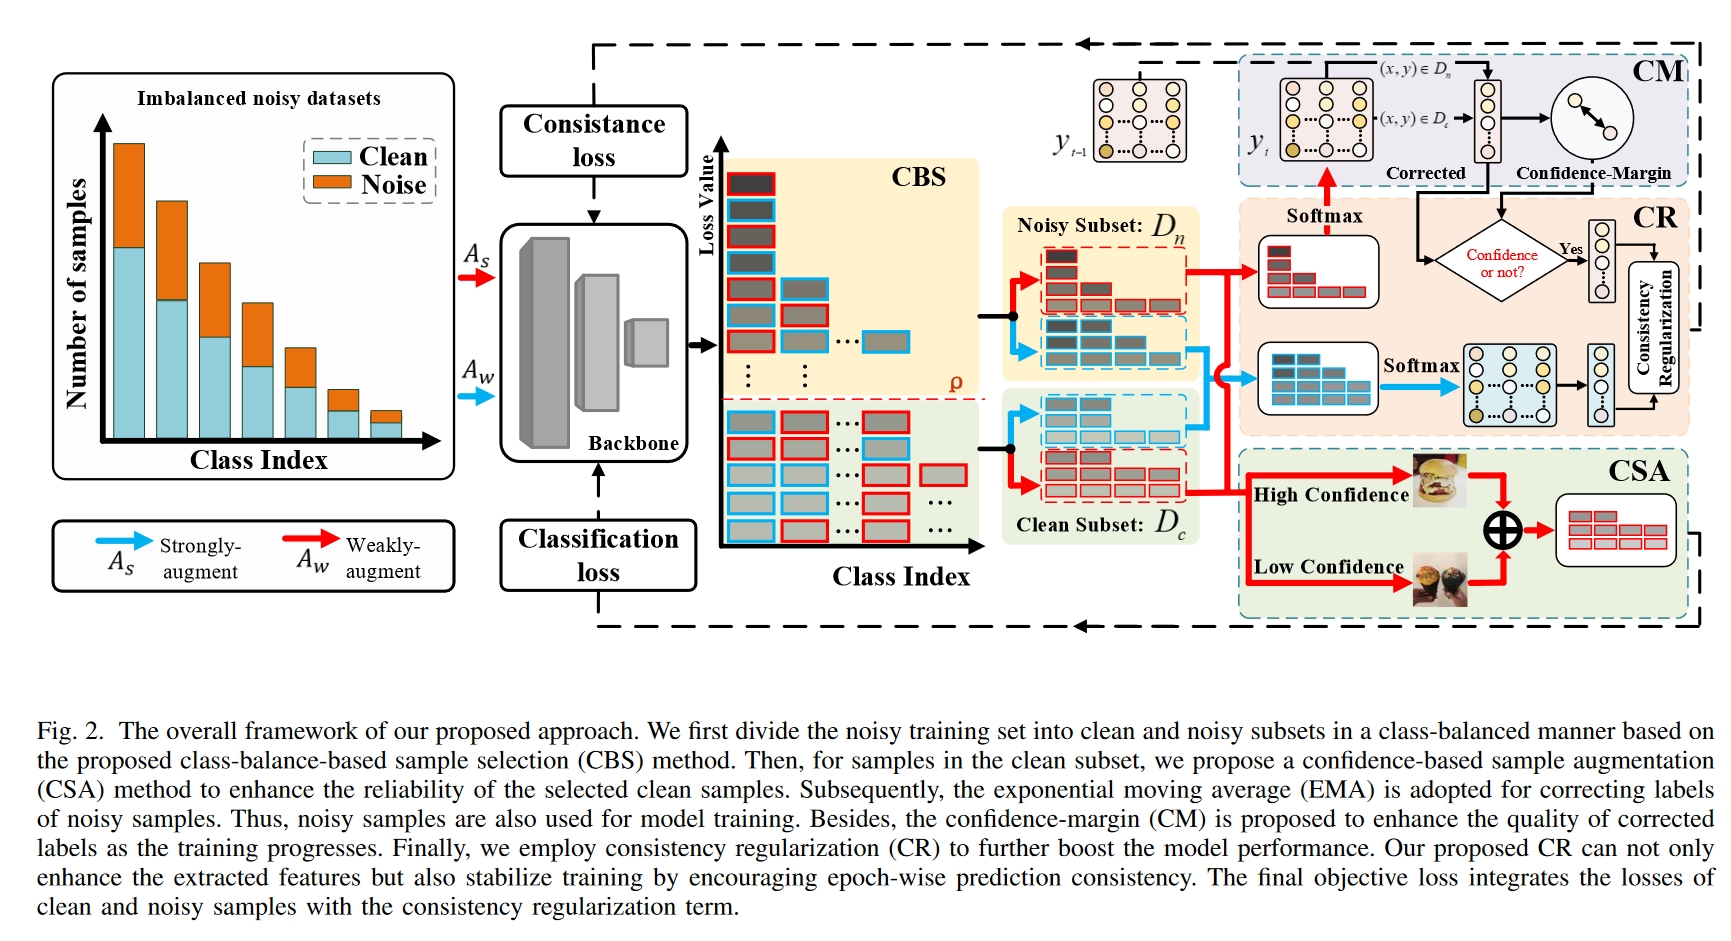 Imbalanced noisy datasets
Clean
Noise
Number of samples
Class Index
A_s Strongly-augment
A_w Weakly-augment
A_s
A_w
Consistance
loss
Backbone
Classification
loss
Loss Value
CBS
ρ
Class Index
Noisy Subset: D_n
Clean Subset: D_c
y_{t-1}
y_t
(x, y) ∈ D_n
(x, y) ∈ D_c
CM
Corrected
Confidence-Margin
Softmax
CR
Confidence
or not?
Yes
Softmax
Consistency
Regularization
CSA
High Confidence
Low Confidence
Fig. 2. The overall framework of our proposed approach. We first divide the noisy training set into clean and noisy subsets in a class-balanced manner based on
the proposed class-balance-based sample selection (CBS) method. Then, for samples in the clean subset, we propose a confidence-based sample augmentation
(CSA) method to enhance the reliability of the selected clean samples. Subsequently, the exponential moving average (EMA) is adopted for correcting labels
of noisy samples. Thus, noisy samples are also used for model training. Besides, the confidence-margin (CM) is proposed to enhance the quality of corrected
labels as the training progresses. Finally, we employ consistency regularization (CR) to further boost the model performance. Our proposed CR can not only
enhance the extracted features but also stabilize training by encouraging epoch-wise prediction consistency. The final objective loss integrates the losses of
clean and noisy samples with the consistency regularization term.